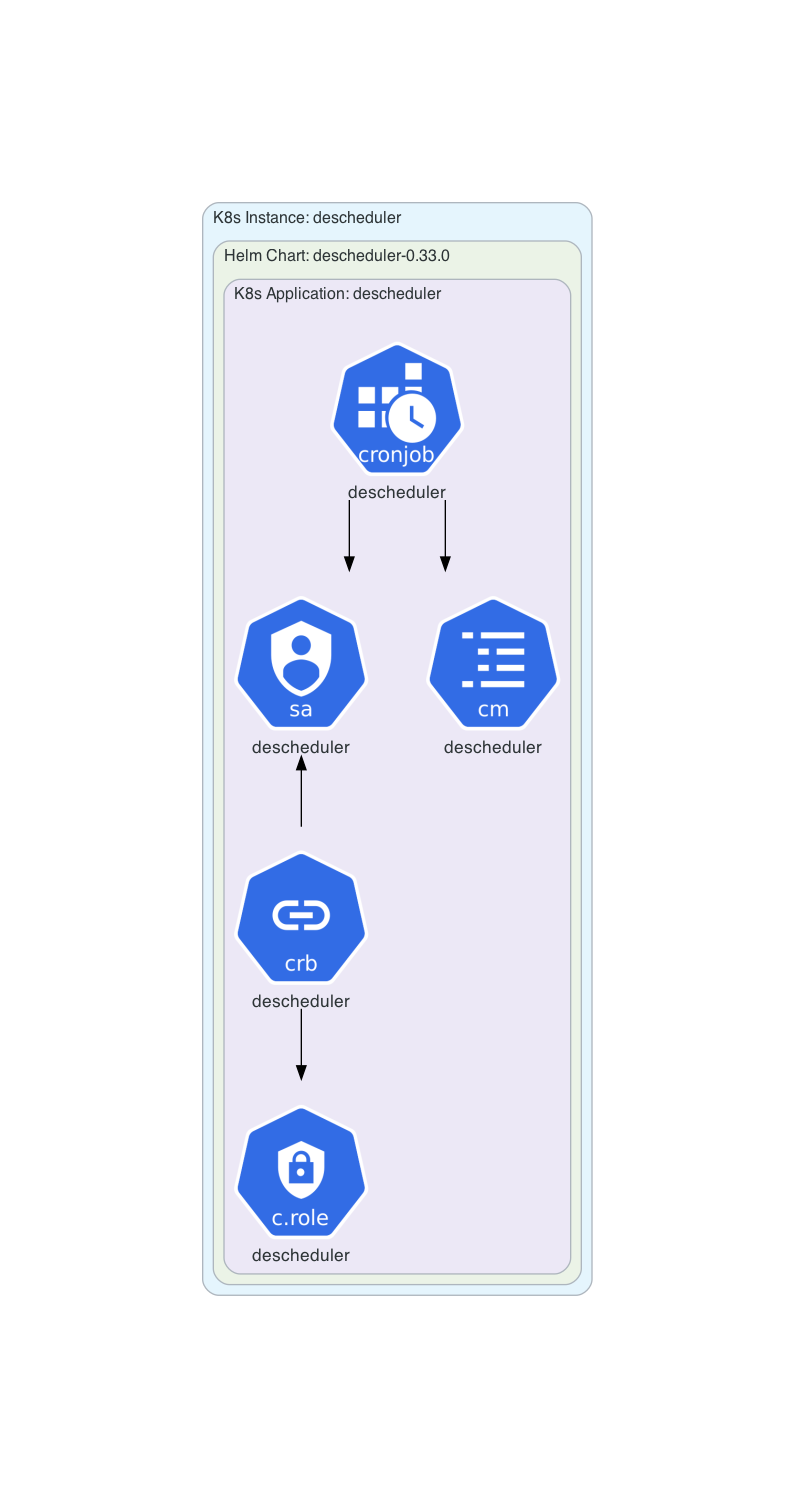 K8s Instance: descheduler
Helm Chart: descheduler-0.33.0
K8s Application: descheduler
cronjob
descheduler
sa
cm
descheduler
descheduler
crb
descheduler
c.role
descheduler